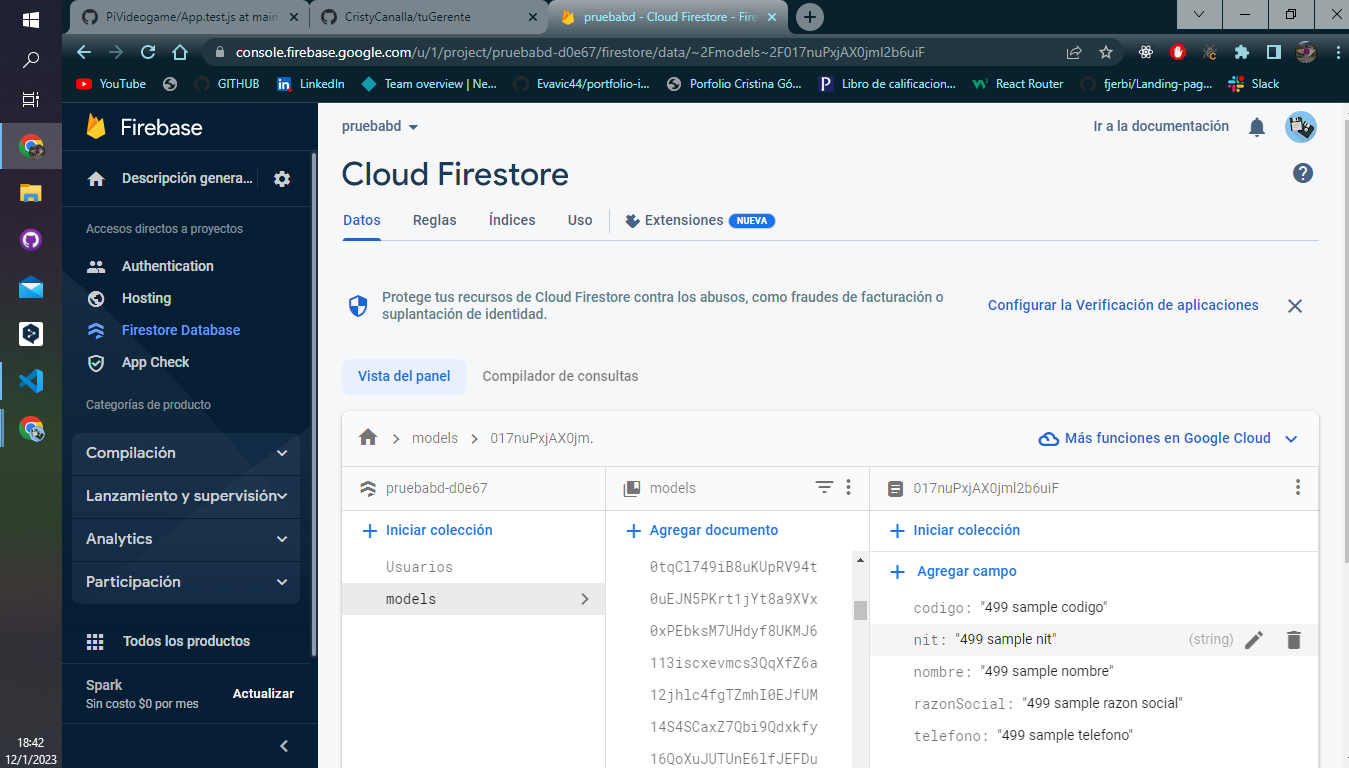 PiVideogame/App.test.js at main
CristyCanalla/tuGerente
pruebabd - Cloud Firestore - Fire
console.firebase.google.com/u/1/project/pruebabd-d0e67/firestore/data/~2Fmodels~2F017nuPxjAX0jml2b6uiF
YouTube
GITHUB
LinkedIn
Team overview | Ne...
Evavic44/portfolio-i...
Porfolio Cristina Gó...
Libro de calificacion...
React Router
fjerbi/Landing-pag...
Slack
Firebase
Descripción genera...
Accesos directos a proyectos
Authentication
Hosting
Firestore Database
App Check
Categorías de producto
Compilación
Lanzamiento y supervisión
Analytics
Participación
Todos los productos
Spark
Sin costo $0 por mes
Actualizar
18:42
12/1/2023
pruebabd
Ir a la documentación
Cloud Firestore
Datos
Reglas
Índices
Uso
Extensiones
NUEVA
Protege tus recursos de Cloud Firestore contra los abusos, como fraudes de facturación o
suplantación de identidad.
Configurar la Verificación de aplicaciones
Vista del panel
Compilador de consultas
models
017nuPxjAX0jm.
Más funciones en Google Cloud
pruebabd-d0e67
Iniciar colección
Usuarios
models
models
Agregar documento
0tqCl749iB8uKUpRV94t
0uEJN5PKrt1jYt8a9XVx
0xPEbksM7UHdyf8UKMJ6
113iscxevmcs3QqXfZ6a
12jhlc4fgTZmhI0EJfUM
14S4SCaxZ7Qbi9Qdxkfy
16QoXuJUTUnE6lfJEFDu
017nuPxjAX0jml2b6uiF
Iniciar colección
Agregar campo
codigo: "499 sample codigo"
nit: "499 sample nit" (string)
nombre: "499 sample nombre"
razonSocial: "499 sample razon social"
telefono: "499 sample telefono"